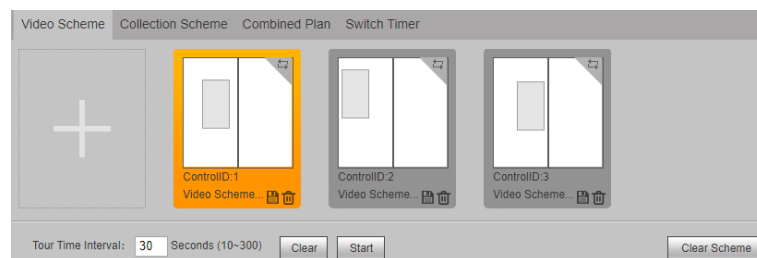 Video Scheme Collection Scheme Combined Plan Switch Timer
ControlID:1
Video Scheme...
ControlID:2
Video Scheme...
ControlID:3
Video Scheme...
Tour Time Interval: 30 Seconds (10~300) Clear Start Clear Scheme